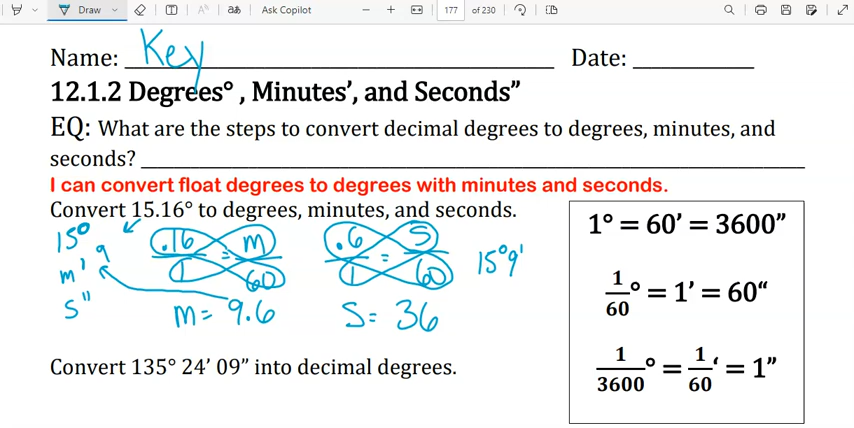 Draw Ask Copilot 177 of 230
Name: Key Date:
12.1.2 Degrees° , Minutes’, and Seconds”
EQ: What are the steps to convert decimal degrees to degrees, minutes, and
seconds?
I can convert float degrees to degrees with minutes and seconds.
Convert 15.16° to degrees, minutes, and seconds.
15°
m' 9
s"
.16/1 = m/60
m = 9.6
.6/1 = s/60
s = 36
15°9'
1° = 60’ = 3600”
1/60° = 1’ = 60“
1/3600° = 1/60‘ = 1”
Convert 135° 24’ 09” into decimal degrees.